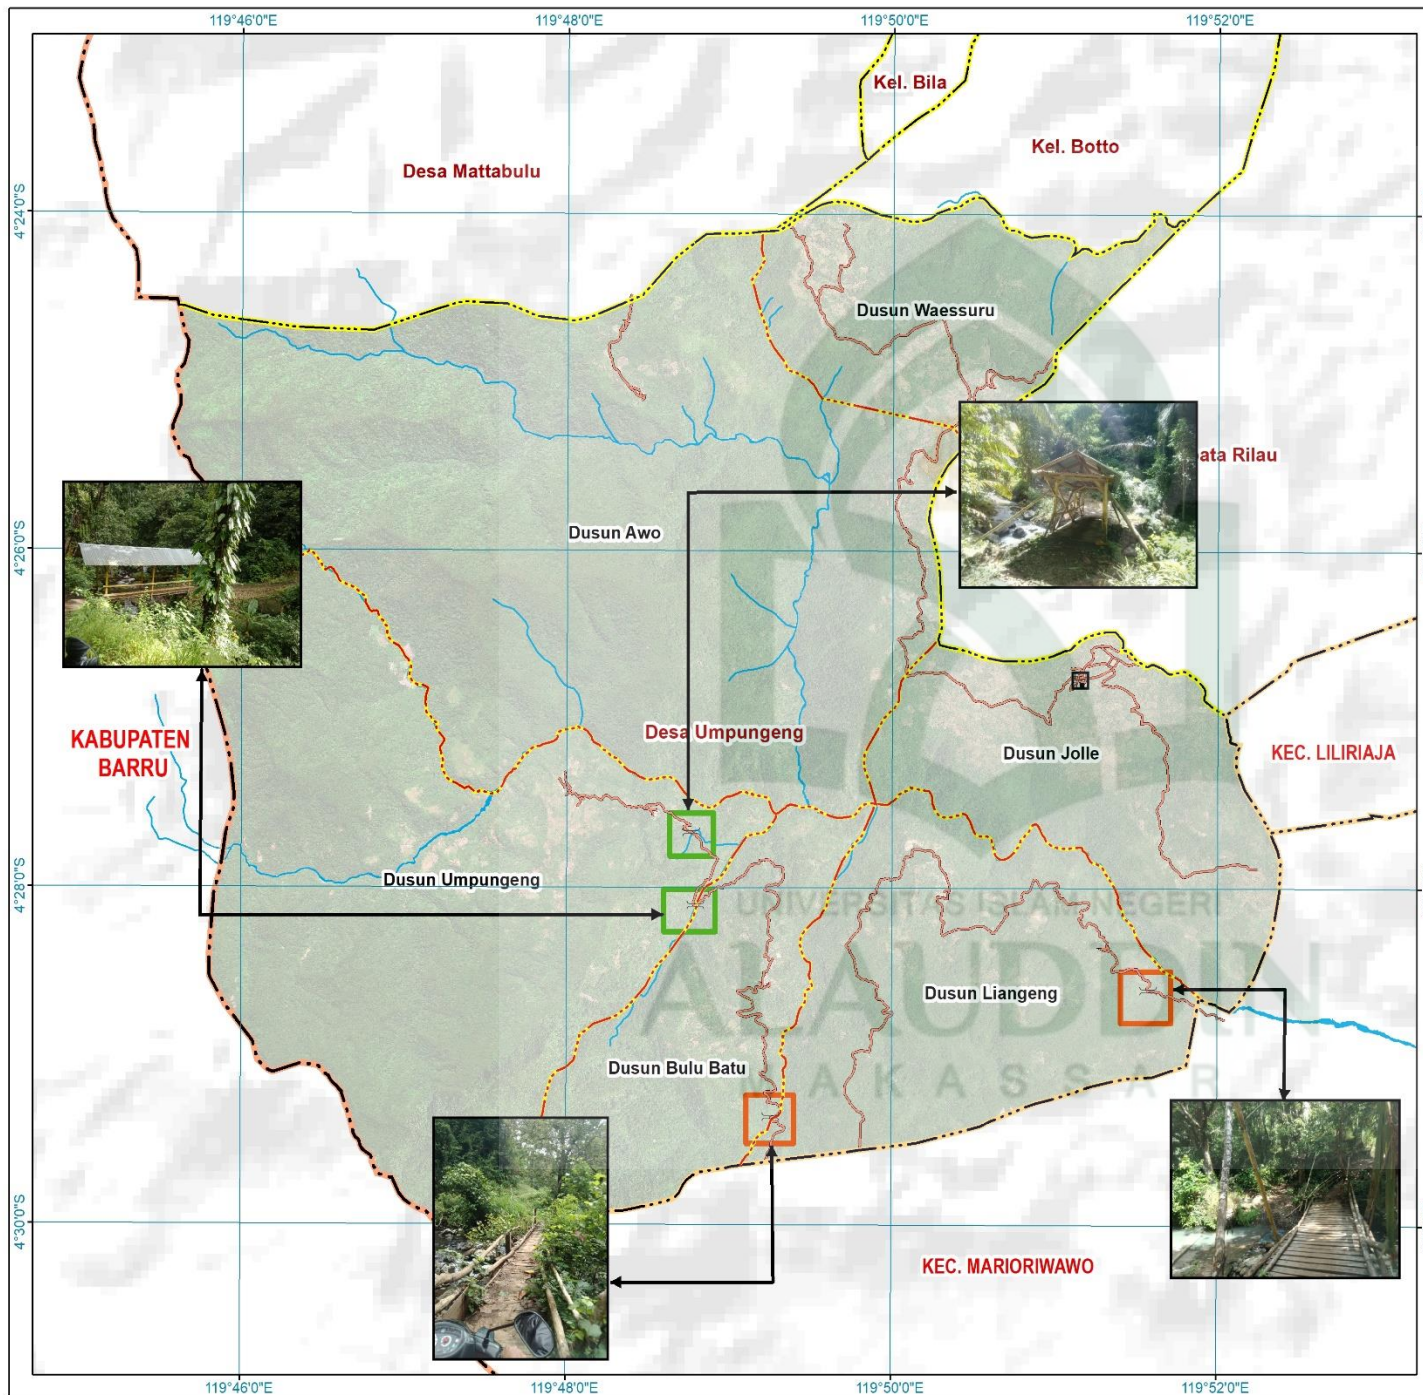 119°46'0"E
119°48'0"E
119°50'0"E
119°52'0"E
Kel. Bila
Kel. Botto
Desa Mattabulu
4°24'0"S
Dusun Waessuru
ata Rilau
Dusun Awo
4°26'0"S
Desa Umpungeng
KABUPATEN
BARRU
Dusun Jolle
KEC. LILIRIAJA
Dusun Umpungeng
4°28'0"S
UNIVERSITAS ISLAM NEGERI
ALAUDDIN
Dusun Liangeng
Dusun Bulu Batu
MAKASSAR
4°30'0"S
KEC. MARIORIWAWO
119°46'0"E
119°48'0"E
119°50'0"E
119°52'0"E